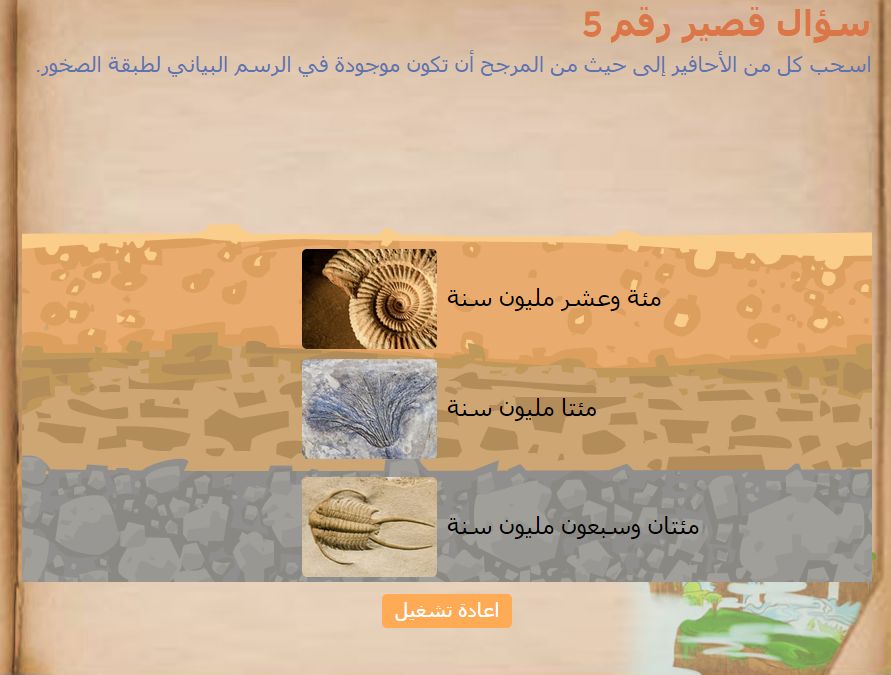 سؤال قصير رقم 5
اسحب كل من الأحافير إلى حيث من المرجح أن تكون موجودة في الرسم البياني لطبقة الصخور.
مئة وعشر مليون سنة
مئتا مليون سنة
مئتان وسبعون مليون سنة
اعادة تشغيل